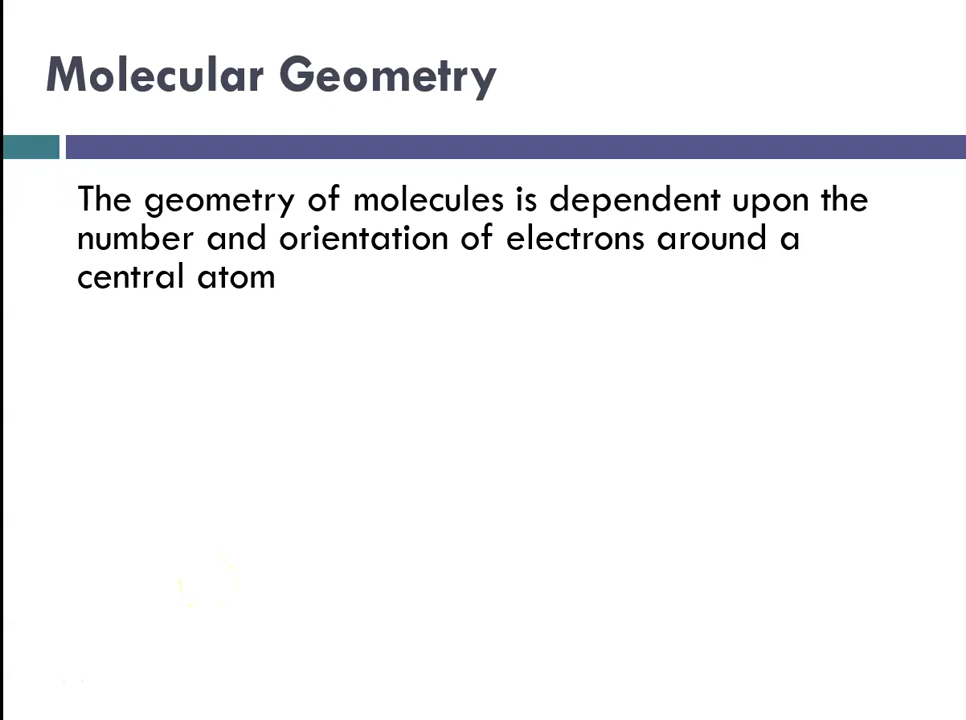 Molecular Geometry
The geometry of molecules is dependent upon the
number and orientation of electrons around a
central atom